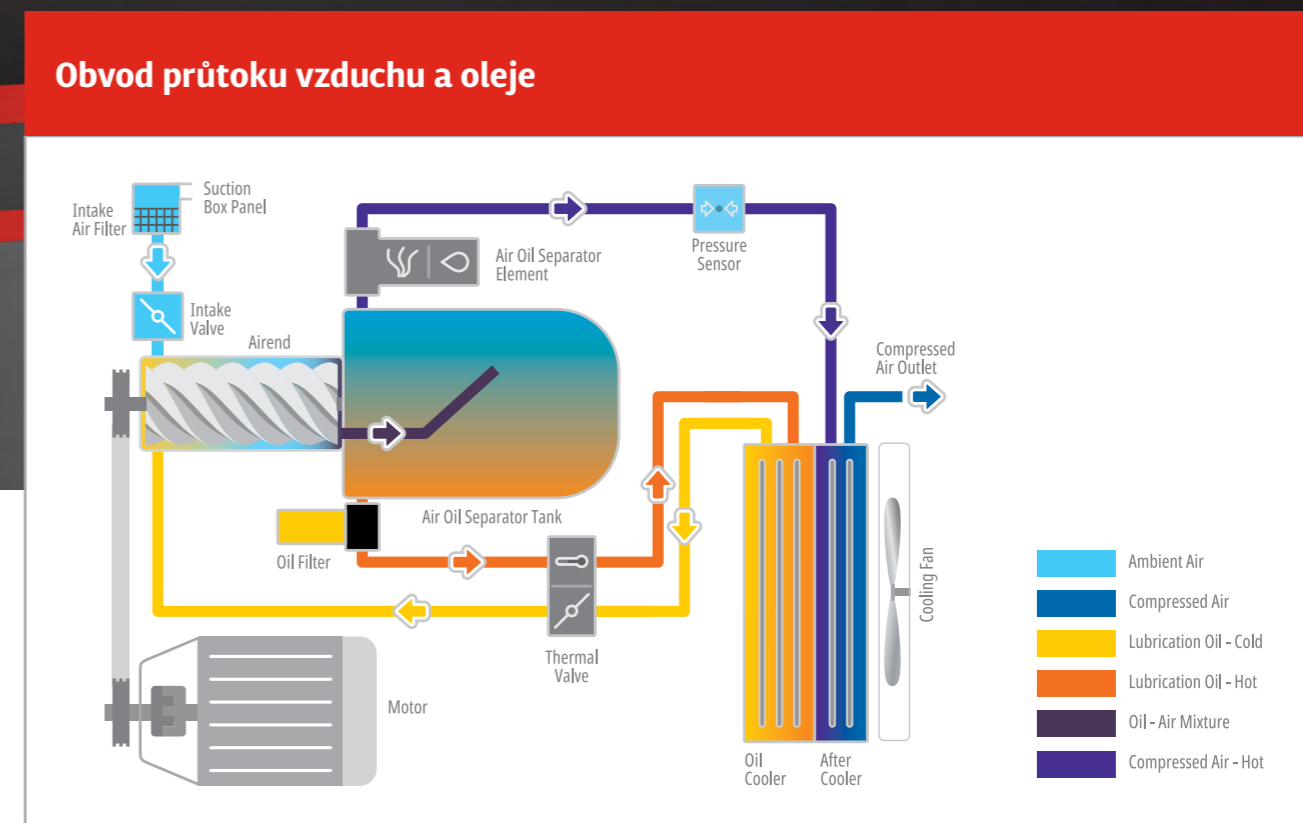 Obvod průtoku vzduchu a oleje
Suction
Box Panel
Intake
Air Filter
Intake
Valve
Airend
Air Oil Separator
Element
Pressure
Sensor
Compressed
Air Outlet
Air Oil Separator Tank
Oil Filter
Thermal
Valve
Motor
Oil
Cooler
After
Cooler
Cooling Fan
Ambient Air
Compressed Air
Lubrication Oil - Cold
Lubrication Oil - Hot
Oil - Air Mixture
Compressed Air - Hot